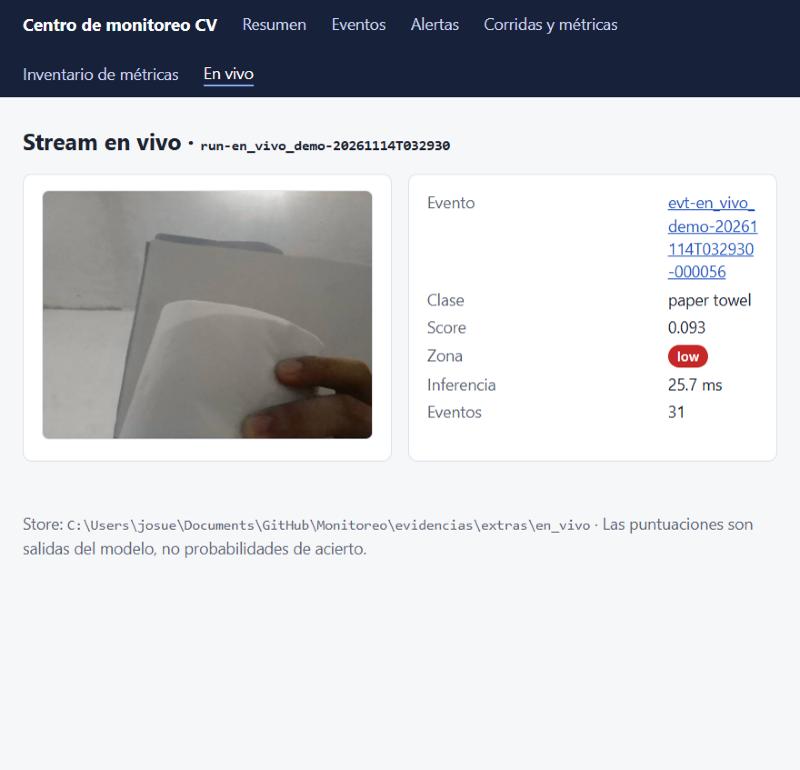 Centro de monitoreo CV Resumen Eventos Alertas Corridas y métricas
Inventario de métricas En vivo
Stream en vivo · run-en_vivo_demo-20261114T032930
Evento evt-en_vivo_
demo-20261
114T032930
-000056
Clase paper towel
Score 0.093
Zona low
Inferencia 25.7 ms
Eventos 31
Store: C:\Users\josue\Documents\GitHub\Monitoreo\evidencias\extras\en_vivo · Las puntuaciones son
salidas del modelo, no probabilidades de acierto.